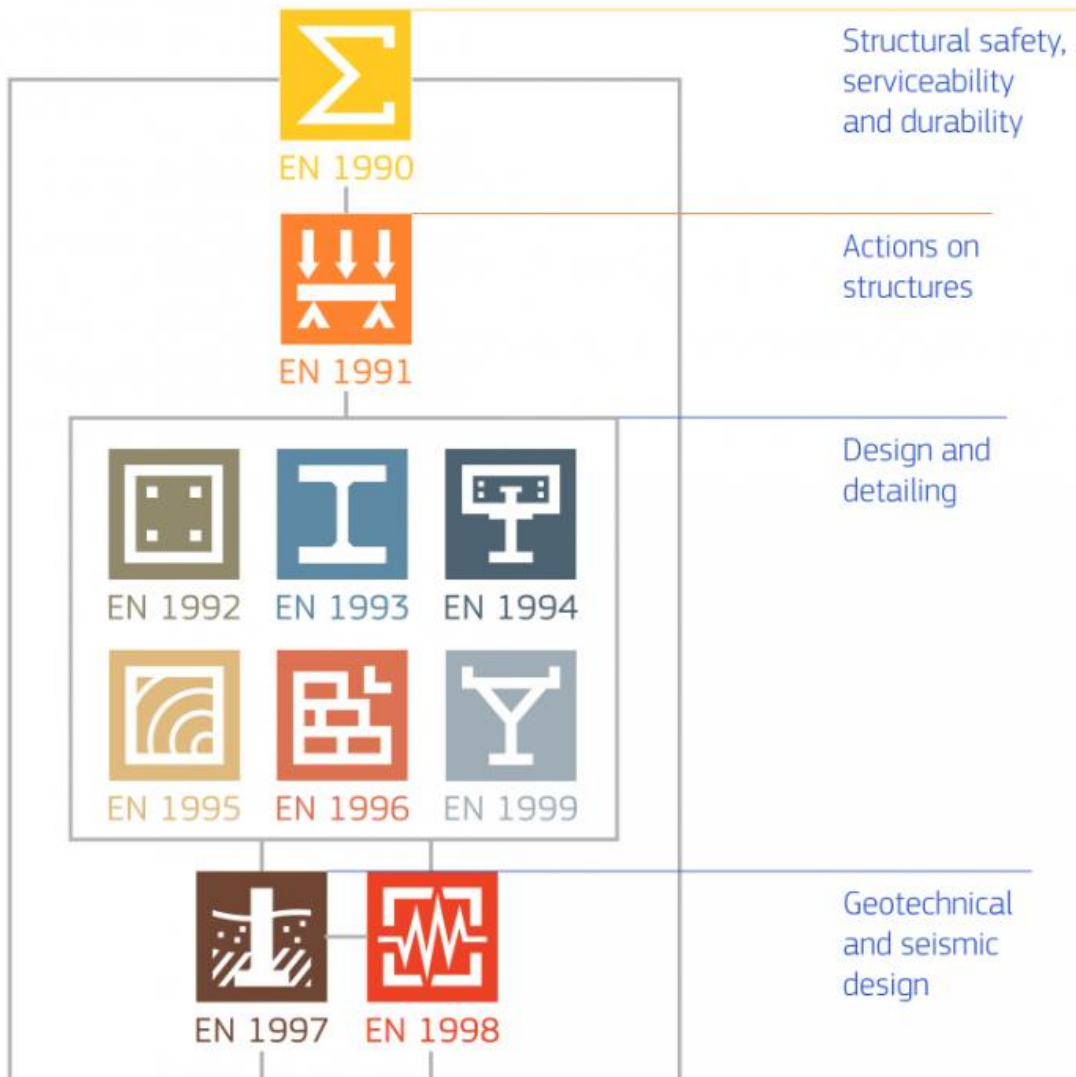 Structural safety,
serviceability
and durability
EN 1990
Actions on
structures
EN 1991
Design and
detailing
EN 1992 EN 1993 EN 1994
EN 1995 EN 1996 EN 1999
Geotechnical
and seismic
design
EN 1997 EN 1998